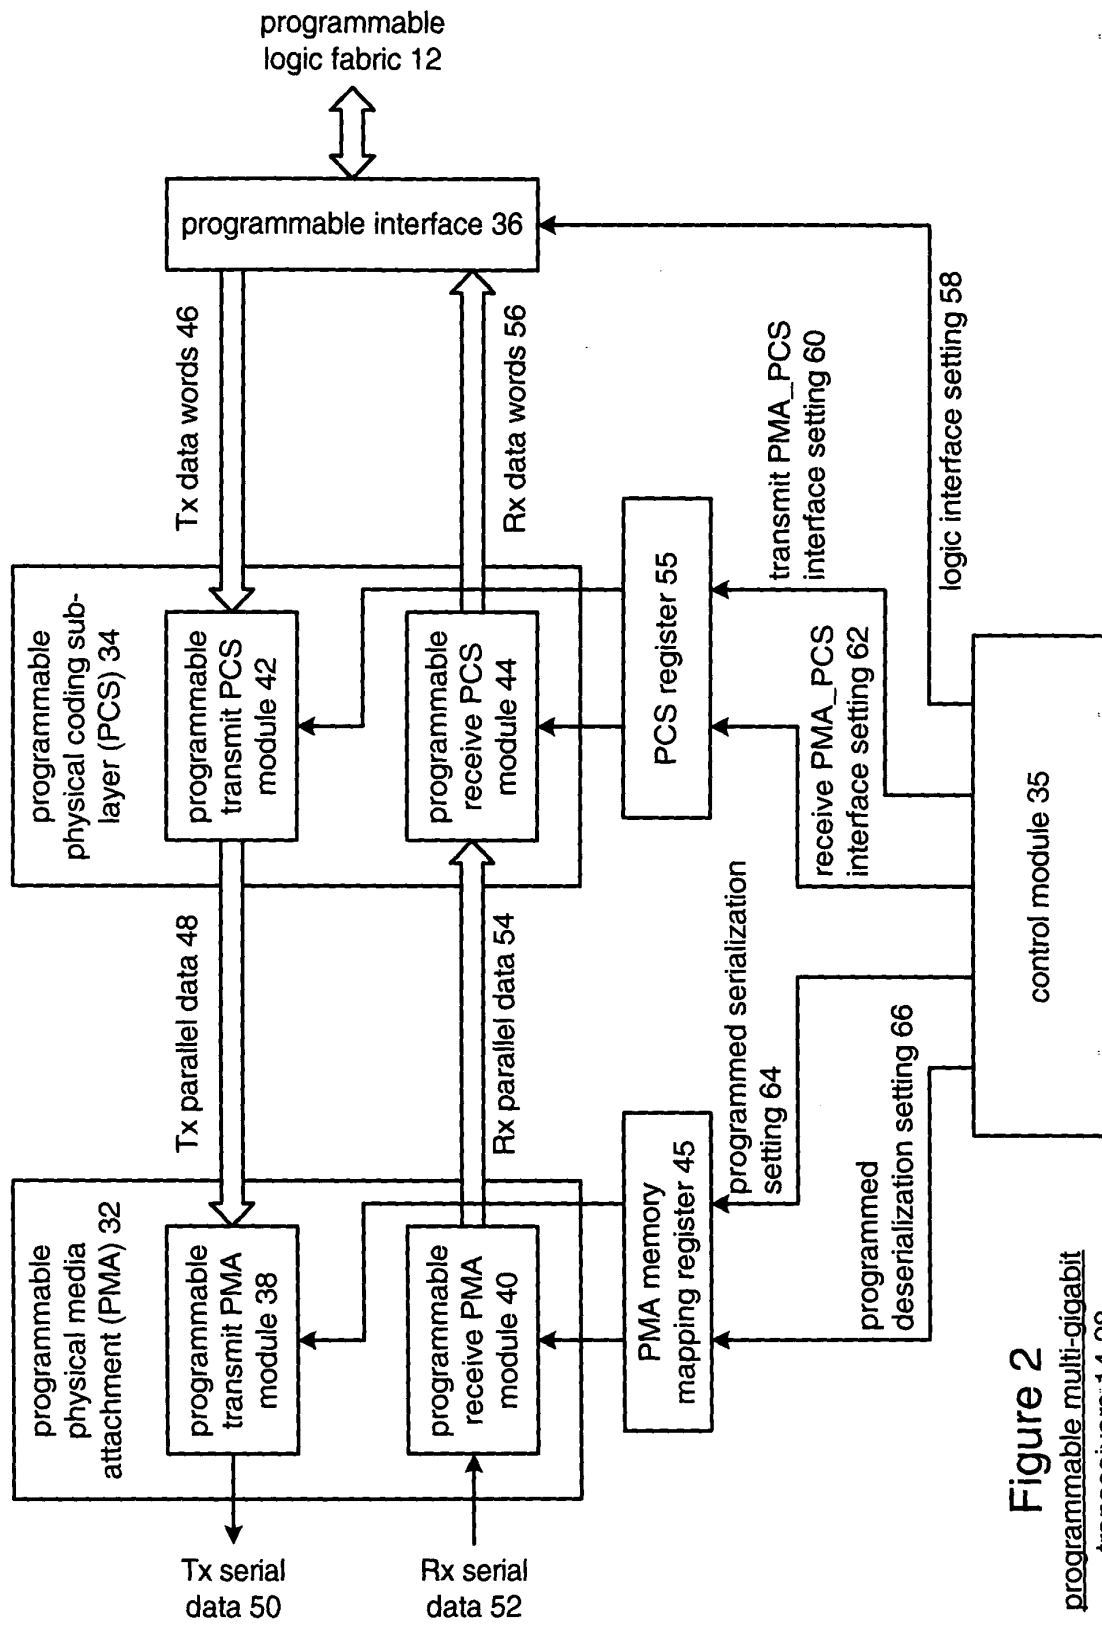 programmable
logic fabric 12
programmable interface 36
Tx data words 46
Rx data words 56
programmable
physical coding sub-
layer (PCS) 34
programmable
transmit PCS
module 42
programmable
receive PCS
module 44
PCS register 55
transmit PMA_PCS
interface setting 60
receive PMA_PCS
interface setting 62
logic interface setting 58
Tx parallel data 48
Rx parallel data 54
programmable
physical media
attachment (PMA) 32
programmable
transmit PMA
module 38
programmable
receive PMA
module 40
PMA memory
mapping register 45
programmed serialization
setting 64
programmed
deserialization setting 66
control module 35
Tx serial
data 50
Rx serial
data 52
Figure 2
programmable multi-gigabit